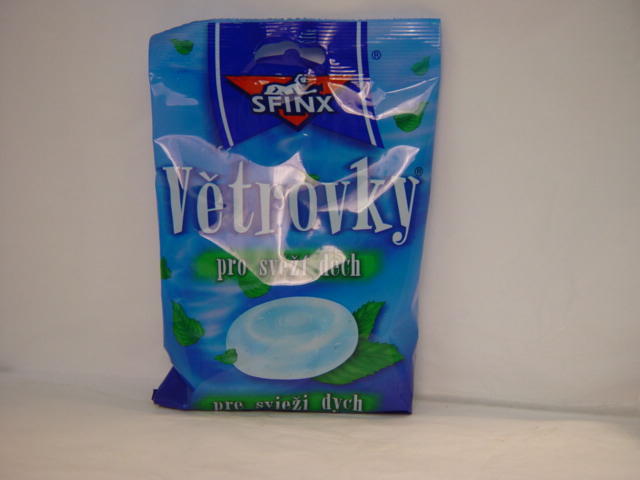 ®
SFINX
Větrovky®
pro svěží dech
pre svieži dych